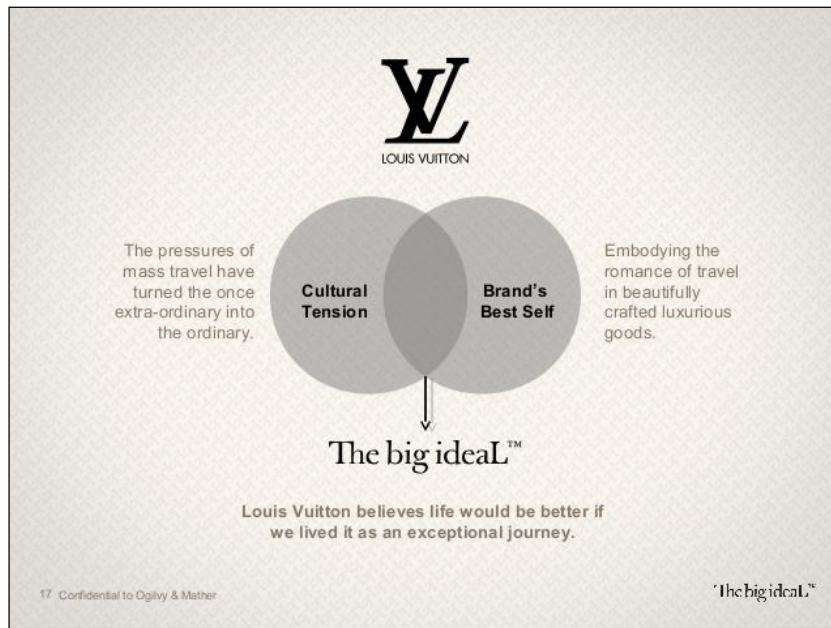 LV
LOUIS VUITTON
The pressures of
mass travel have
turned the once
extra-ordinary into
the ordinary.
Cultural
Tension
Brand's
Best Self
Embodying the
romance of travel
in beautifully
crafted luxurious
goods.
The big ideaL™
Louis Vuitton believes life would be better if
we lived it as an exceptional journey.
17 Confidential to Ogilvy & Mather
The big ideaL™